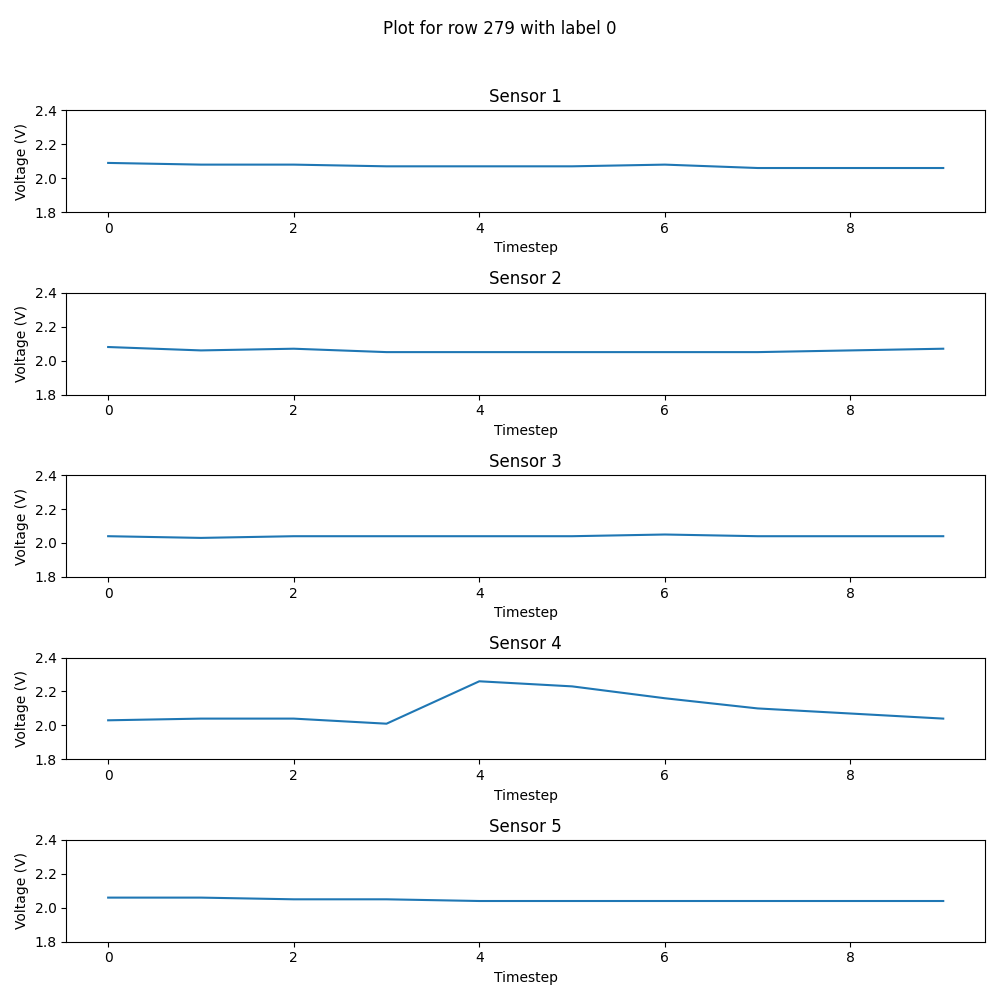 Plot for row 279 with label 0
Sensor 1
Voltage (V)
2.4
2.2
2.0
1.8
0 2 4 6 8
Timestep
Sensor 2
Voltage (V)
2.4
2.2
2.0
1.8
0 2 4 6 8
Timestep
Sensor 3
Voltage (V)
2.4
2.2
2.0
1.8
0 2 4 6 8
Timestep
Sensor 4
Voltage (V)
2.4
2.2
2.0
1.8
0 2 4 6 8
Timestep
Sensor 5
Voltage (V)
2.4
2.2
2.0
1.8
0 2 4 6 8
Timestep